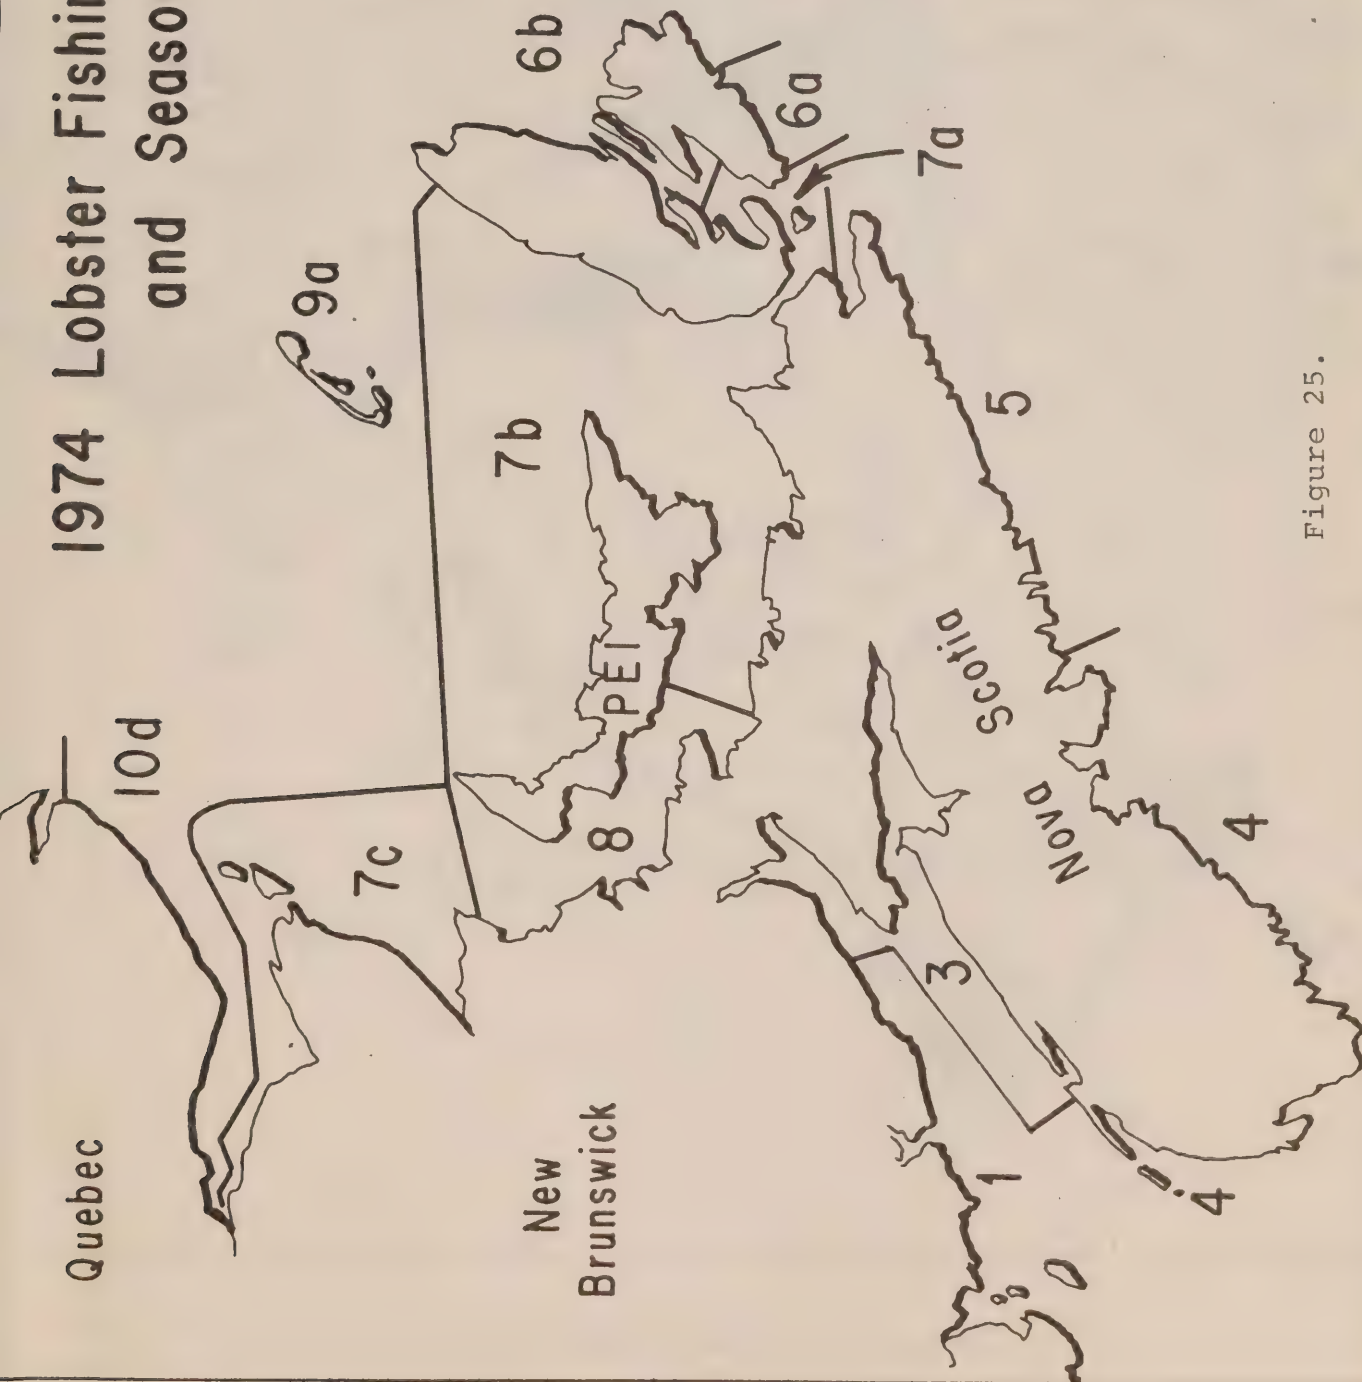 1974 Lobster Fishi
and Seaso
Quebec
10d
9a
6b
6a
7a
7b
7c
PEI
8
New
Brunswick
Nova
Scotia
5
3
4
1
4
Figure 25.